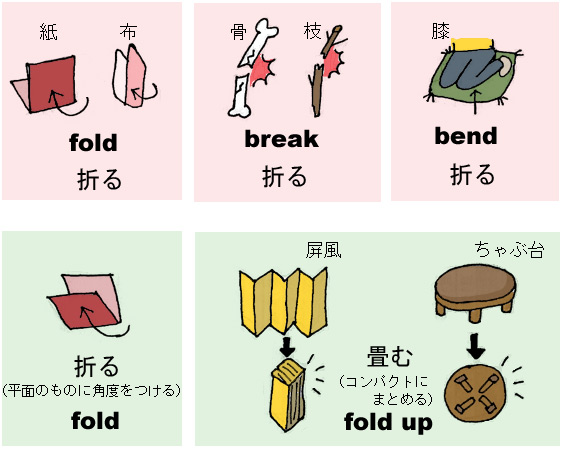 紙 布
fold
折る
骨 枝
break
折る
膝
bend
折る
折る
(平面のものに角度をつける)
fold
屏風
ちゃぶ台
畳む
(コンパクトに
まとめる)
fold up